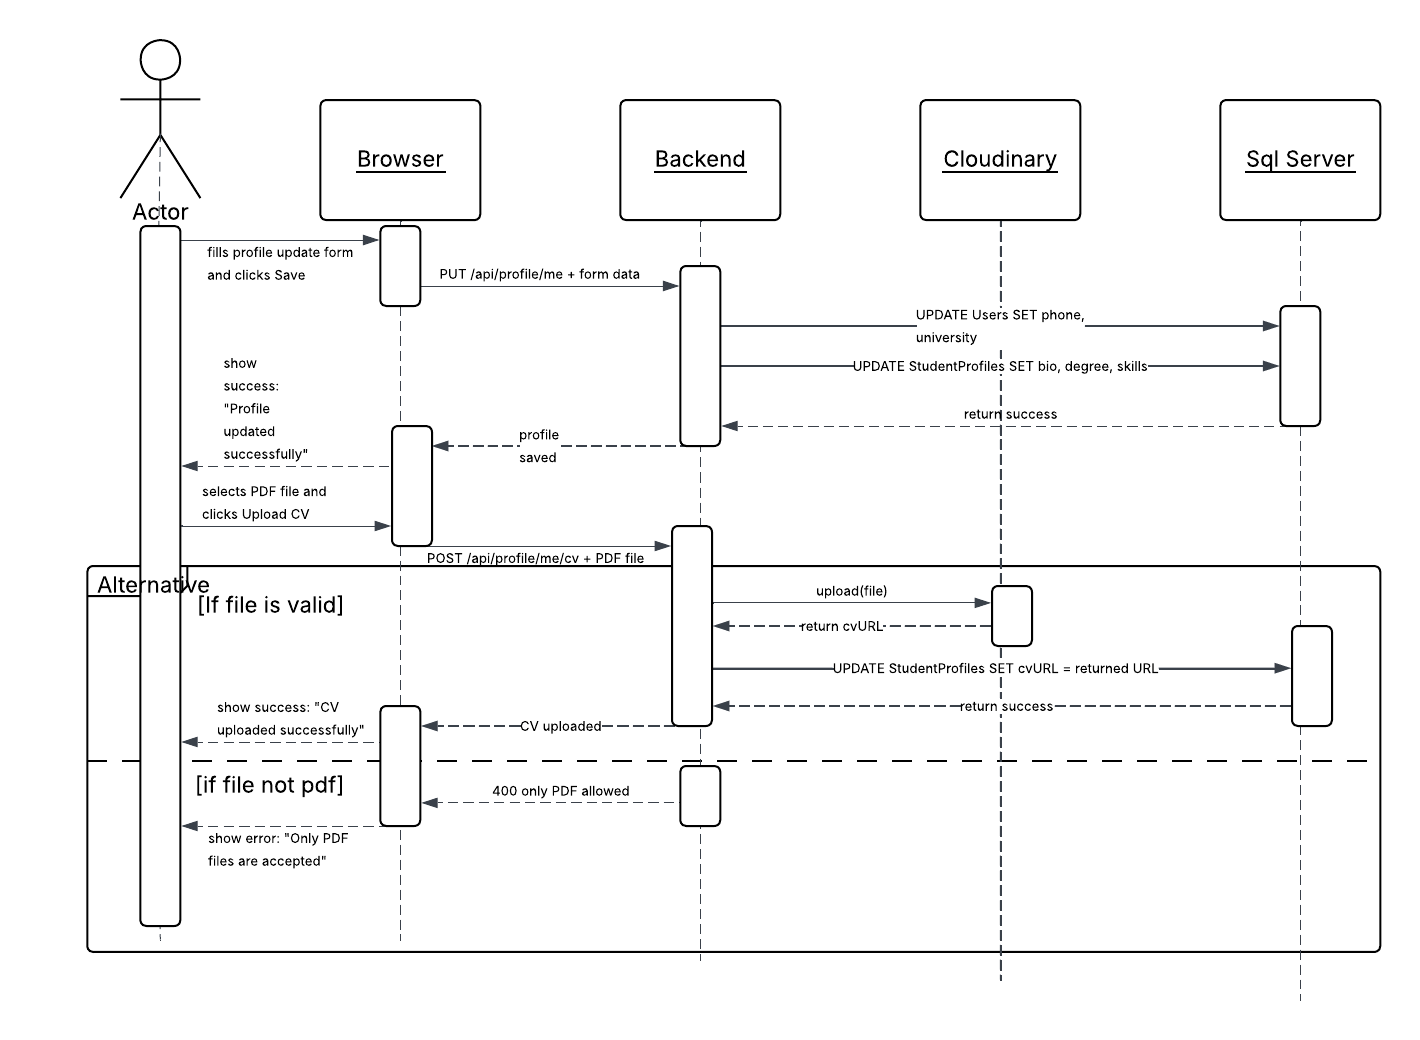 Actor
Browser
Backend
Cloudinary
Sql Server
fills profile update form
and clicks Save
PUT /api/profile/me + form data
UPDATE Users SET phone,
university
UPDATE StudentProfiles SET bio, degree, skills
return success
profile
saved
show
success:
"Profile
updated
successfully"
selects PDF file and
clicks Upload CV
POST /api/profile/me/cv + PDF file
Alternative
[If file is valid]
upload(file)
return cvURL
UPDATE StudentProfiles SET cvURL = returned URL
return success
CV uploaded
show success: "CV
uploaded successfully"
[if file not pdf]
400 only PDF allowed
show error: "Only PDF
files are accepted"